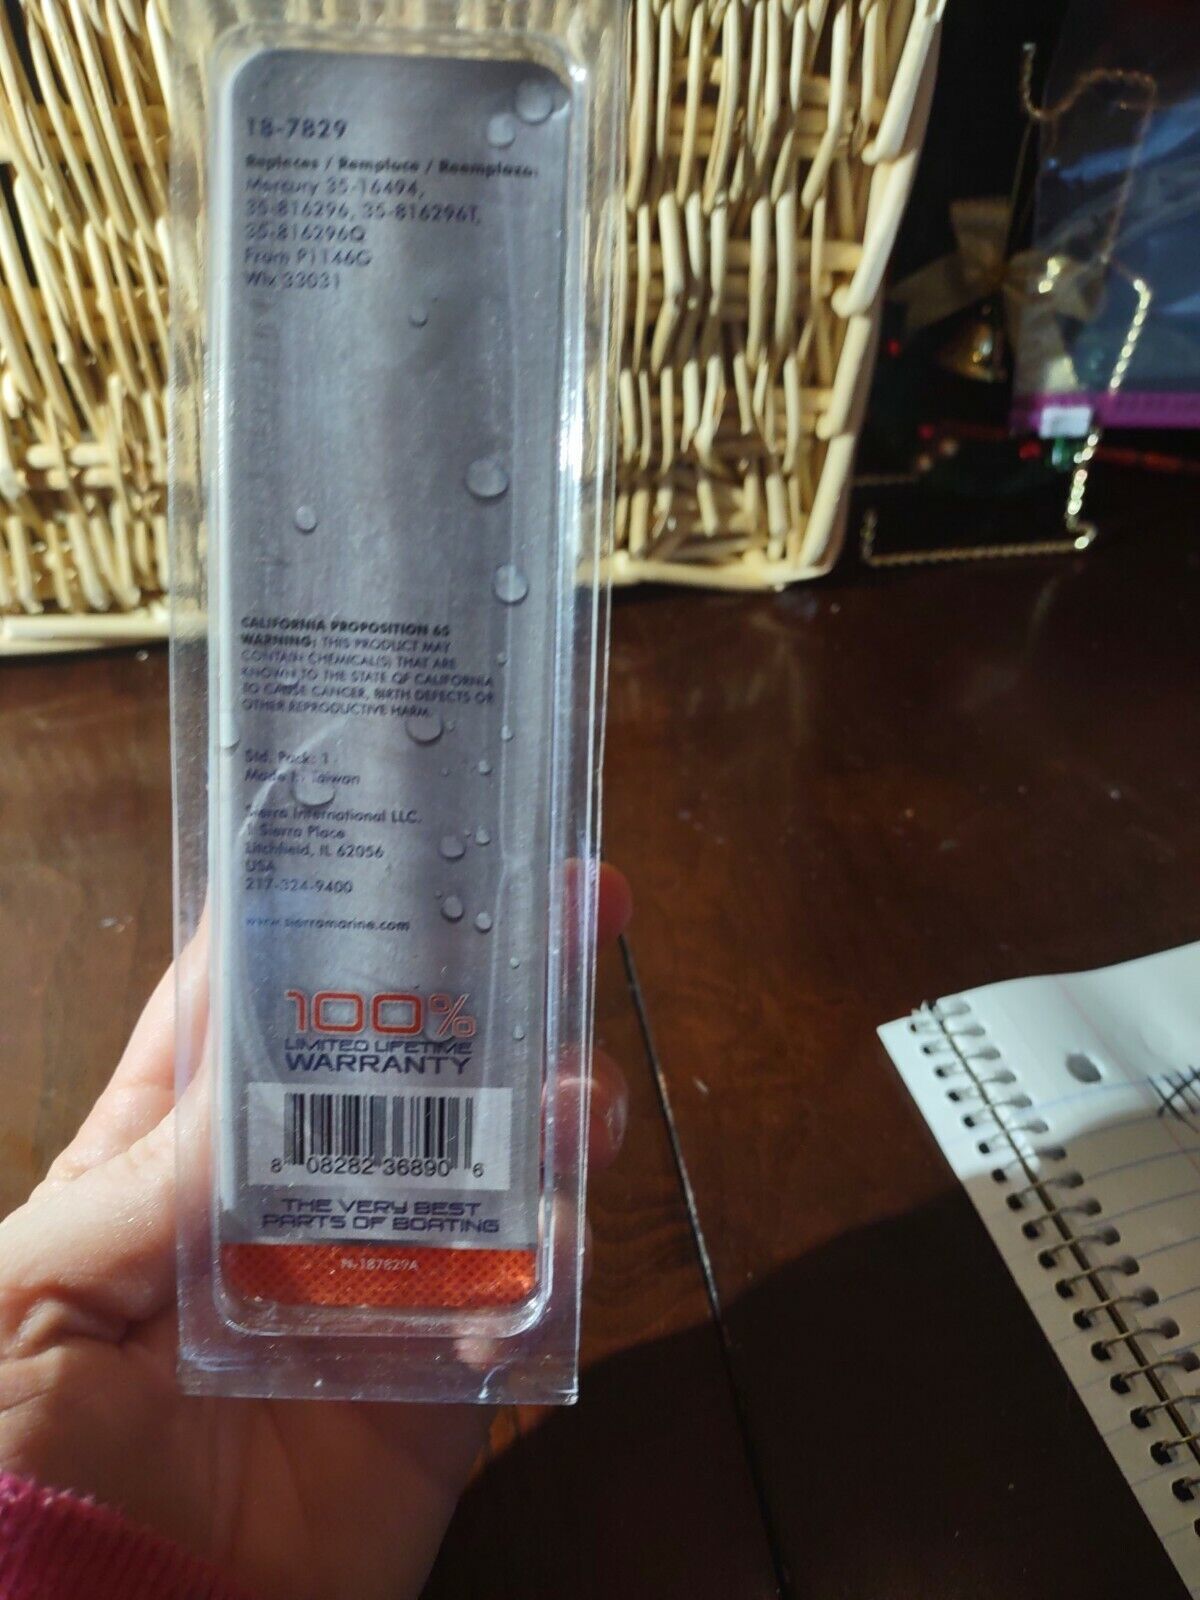 18-7829
Replaces / Remplace / Reemplaza:
Mercury 35-16494,
35-816296, 35-816296T,
35-816296Q
Fram P1146G
Wix 33031
CALIFORNIA PROPOSITION 65
WARNING: THIS PRODUCT MAY
CONTAIN CHEMICAL(S) THAT ARE
KNOWN TO THE STATE OF CALIFORNIA
TO CAUSE CANCER, BIRTH DEFECTS OR
OTHER REPRODUCTIVE HARM.
Std. Pack: 1
Made In Taiwan
Sierra International LLC.
1 Sierra Place
Litchfield, IL 62056
USA
217-324-9400
www.sierramarine.com
100%
LIMITED LIFETIME
WARRANTY
8 08282 36890 6
THE VERY BEST
PARTS OF BOATING
N-187829A